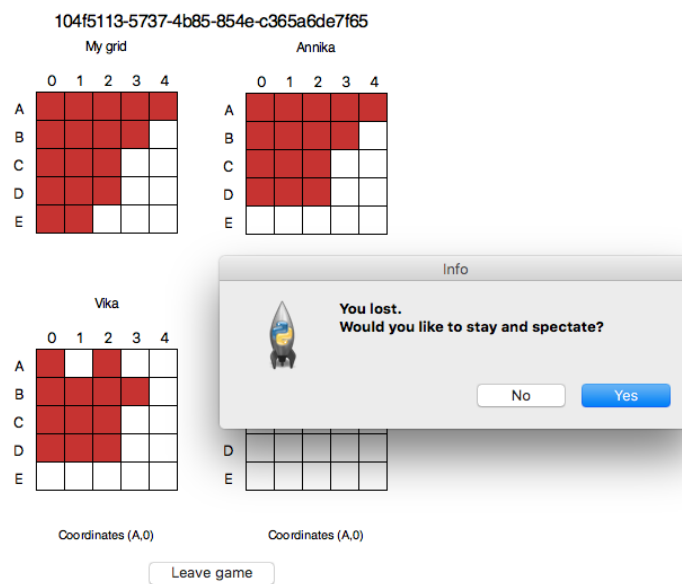 104f5113-5737-4b85-854e-c365a6de7f65
My grid
Annika
0 1 2 3 4
0 1 2 3 4
A
A
B
B
C
C
D
D
E
E
Info
You lost.
Would you like to stay and spectate?
No
Yes
Vika
0 1 2 3 4
A
B
C
D
D
E
E
Coordinates (A,0)
Coordinates (A,0)
Leave game